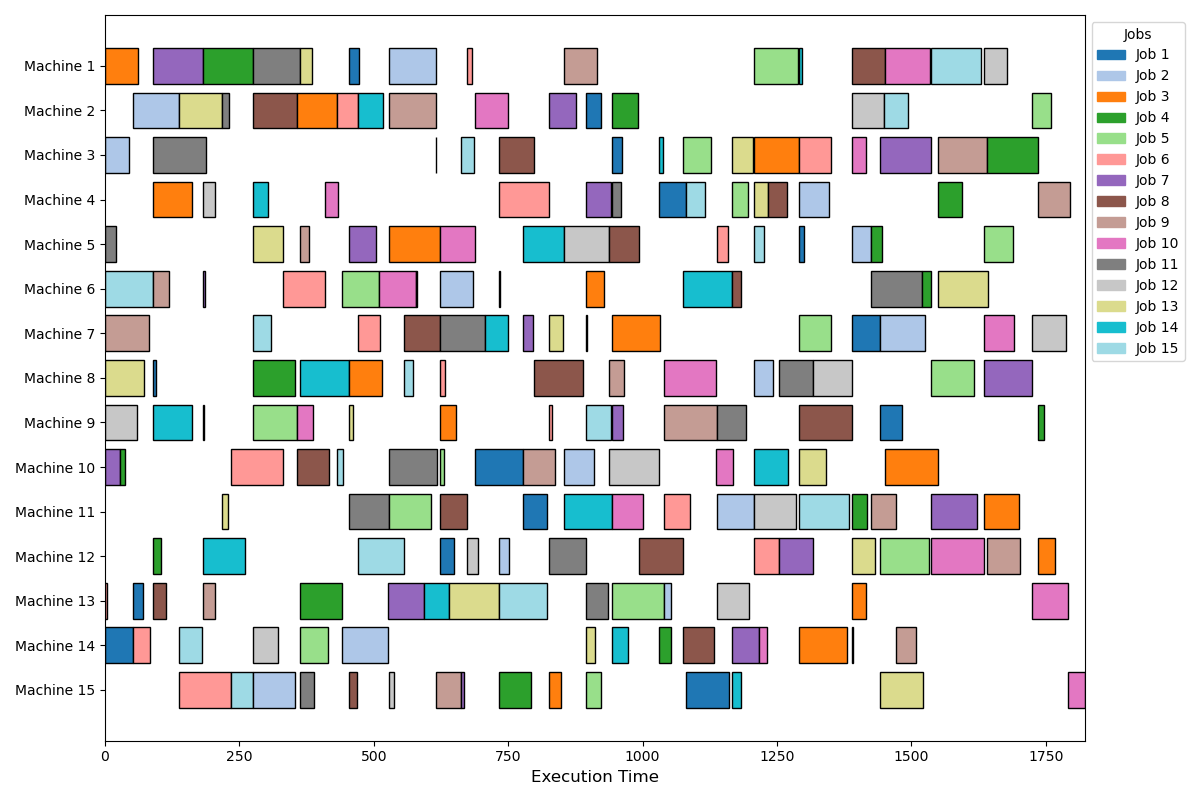 Machine 1
Machine 2
Machine 3
Machine 4
Machine 5
Machine 6
Machine 7
Machine 8
Machine 9
Machine 10
Machine 11
Machine 12
Machine 13
Machine 14
Machine 15
0 250 500 750 1000 1250 1500 1750
Execution Time
Jobs
Job 1
Job 2
Job 3
Job 4
Job 5
Job 6
Job 7
Job 8
Job 9
Job 10
Job 11
Job 12
Job 13
Job 14
Job 15